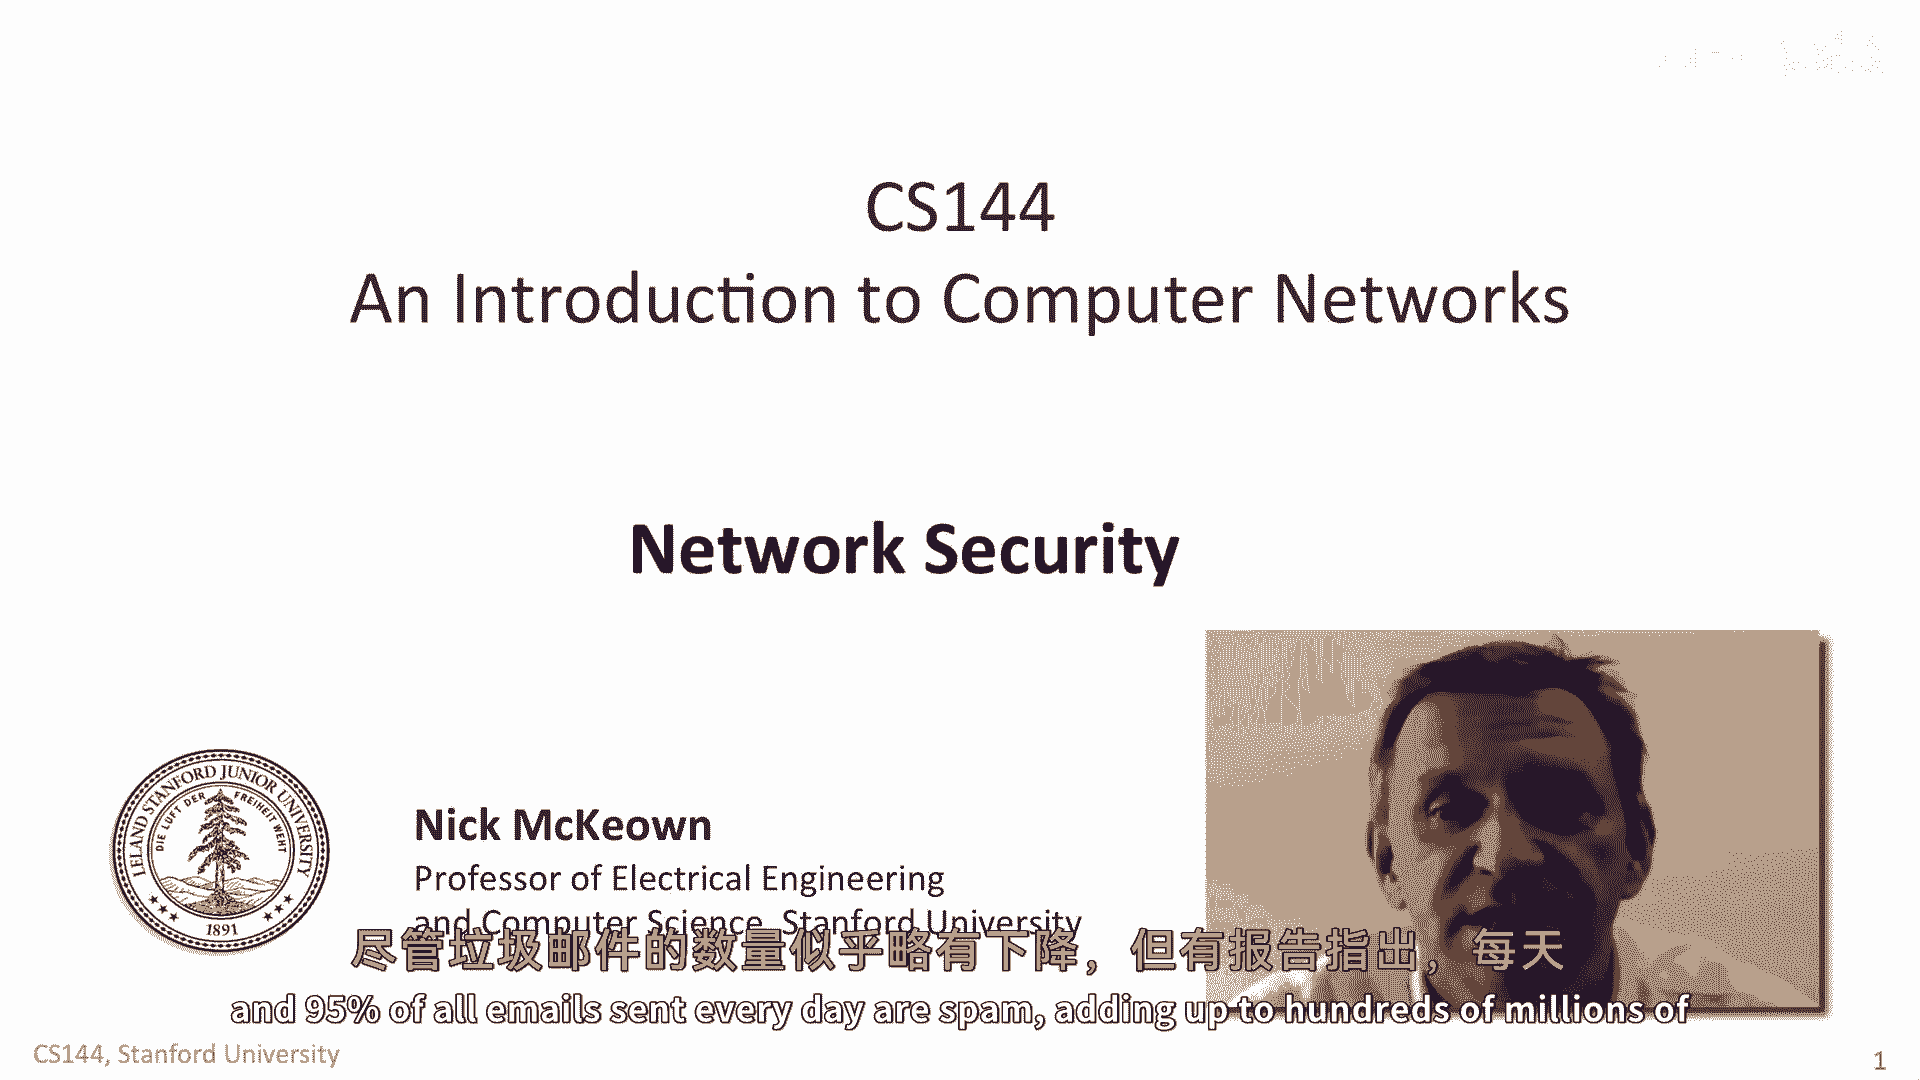 CS144
An Introduction to Computer Networks
Network Security
LELAND STANFORD JUNIOR UNIVERSITY
DIE LUFT DER FREIHEIT WEHT
1891
Nick McKeown
Professor of Electrical Engineering
and Computer Science, Stanford University
尽管垃圾邮件的数量似乎略有下降，但有报告指出，每天
and 95% of all emails sent every day are spam, adding up to hundreds of millions of
CS144, Stanford University
1